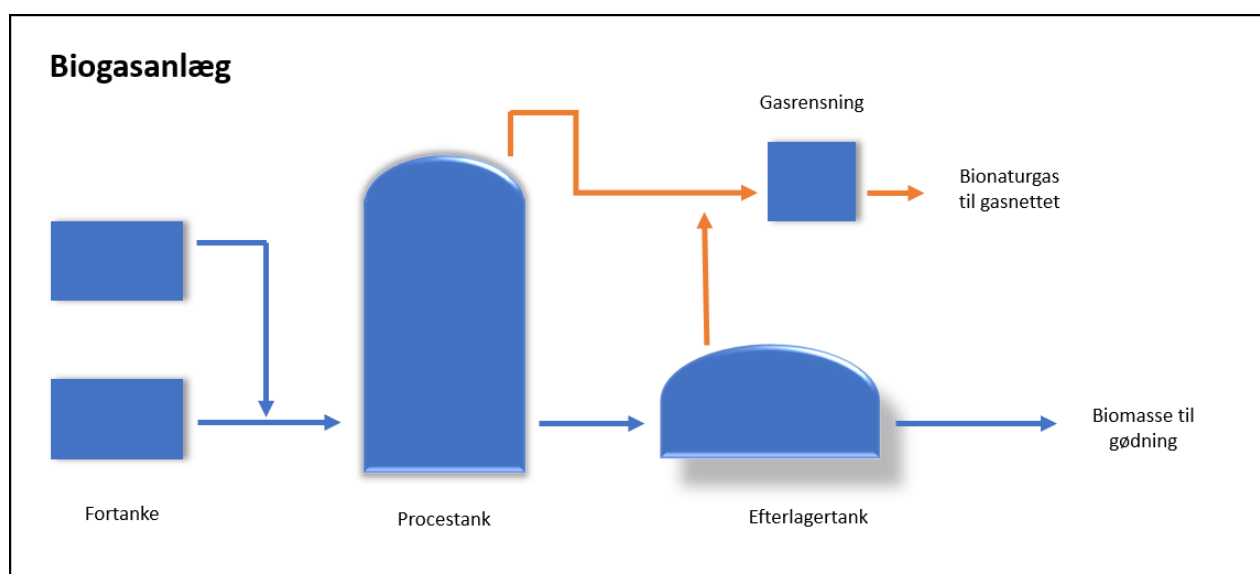 Biogasanlæg
Gasrensning
Bionaturgas
til gasnettet
Biomasse til
gødning
Fortanke
Procestank
Efterlagertank